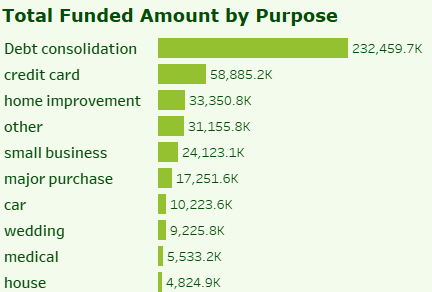 Total Funded Amount by Purpose
Debt consolidation 232,459.7K
credit card 58,885.2K
home improvement 33,350.8K
other 31,155.8K
small business 24,123.1K
major purchase 17,251.6K
car 10,223.6K
wedding 9,225.8K
medical 5,533.2K
house 4,824.9K